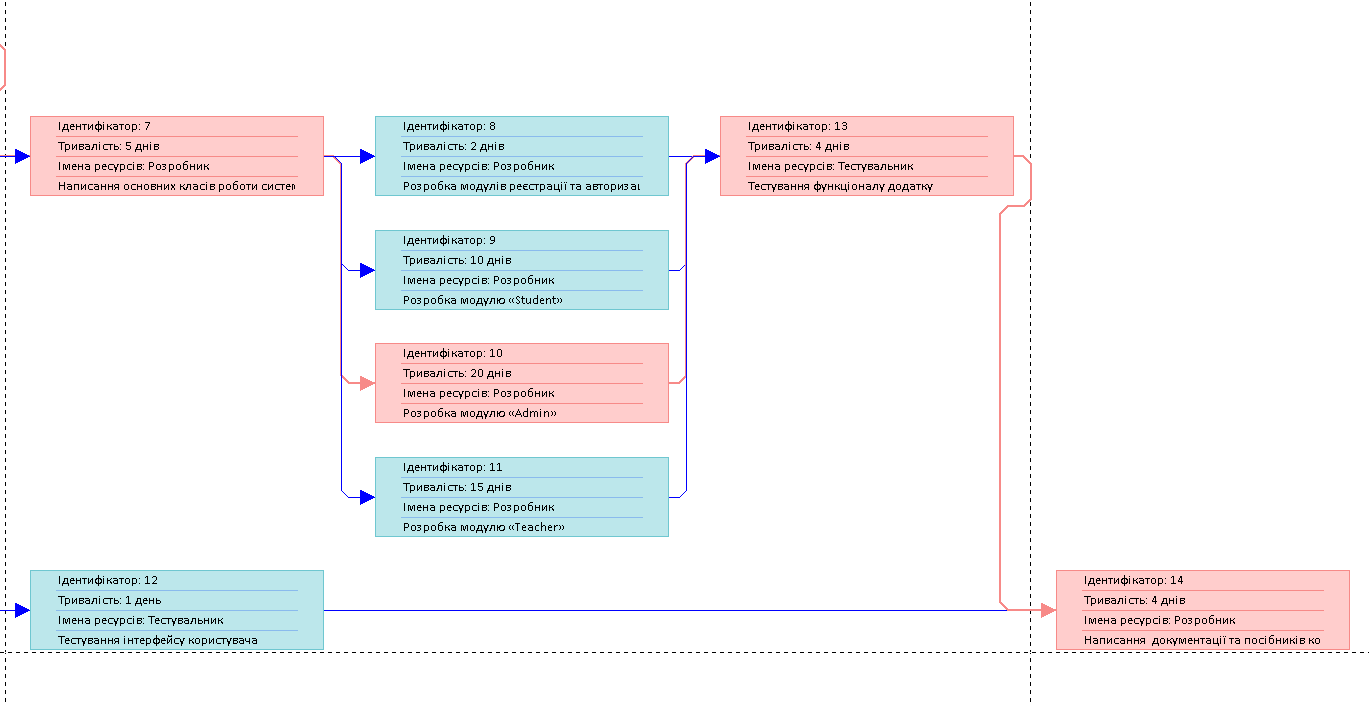 Ідентифікатор: 7
Тривалість: 5 днів
Імена ресурсів: Розробник
Написання основних класів роботи систем
Ідентифікатор: 8
Тривалість: 2 днів
Імена ресурсів: Розробник
Розробка модулів реєстрації та авториза
Ідентифікатор: 13
Тривалість: 4 днів
Імена ресурсів: Тестувальник
Тестування функціоналу додатку
Ідентифікатор: 9
Тривалість: 10 днів
Імена ресурсів: Розробник
Розробка модулю «Student»
Ідентифікатор: 10
Тривалість: 20 днів
Імена ресурсів: Розробник
Розробка модулю «Admin»
Ідентифікатор: 11
Тривалість: 15 днів
Імена ресурсів: Розробник
Розробка модулю «Teacher»
Ідентифікатор: 12
Тривалість: 1 день
Імена ресурсів: Тестувальник
Тестування інтерфейсу користувача
Ідентифікатор: 14
Тривалість: 4 днів
Імена ресурсів: Розробник
Написання документації та посібників ко